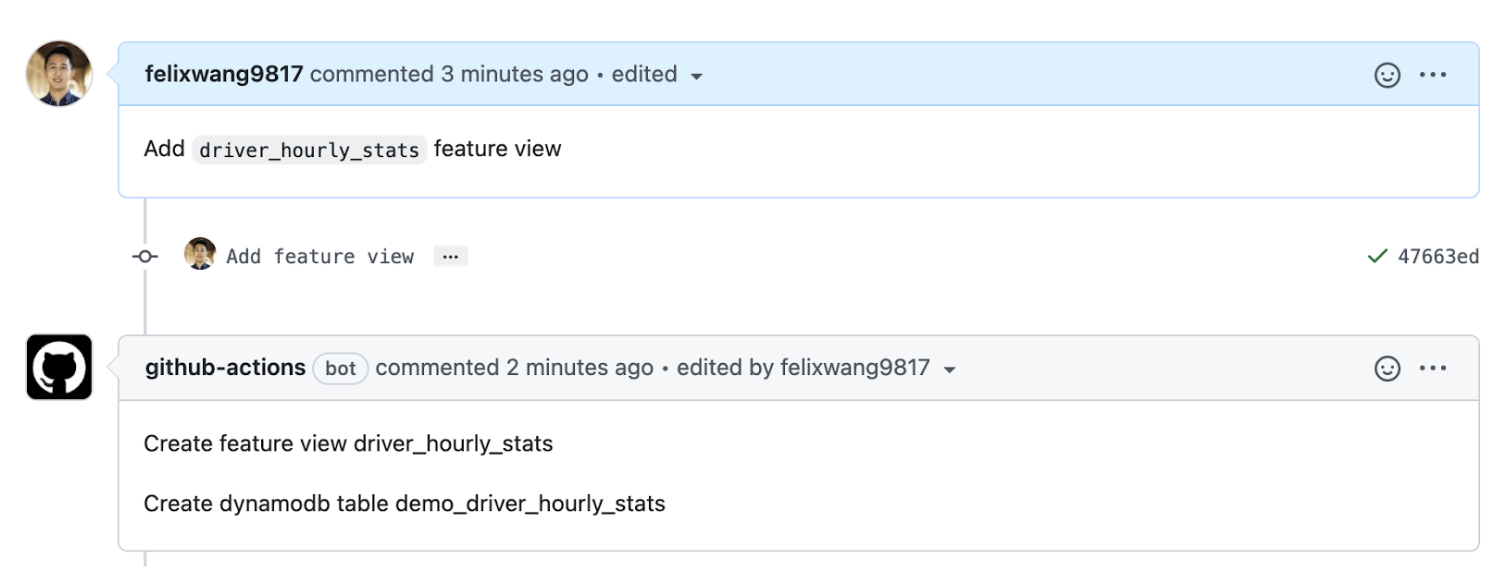 felixwang9817 commented 3 minutes ago • edited
Add driver_hourly_stats feature view
Add feature view ... 47663ed
github-actions bot commented 2 minutes ago • edited by felixwang9817
Create feature view driver_hourly_stats
Create dynamodb table demo_driver_hourly_stats